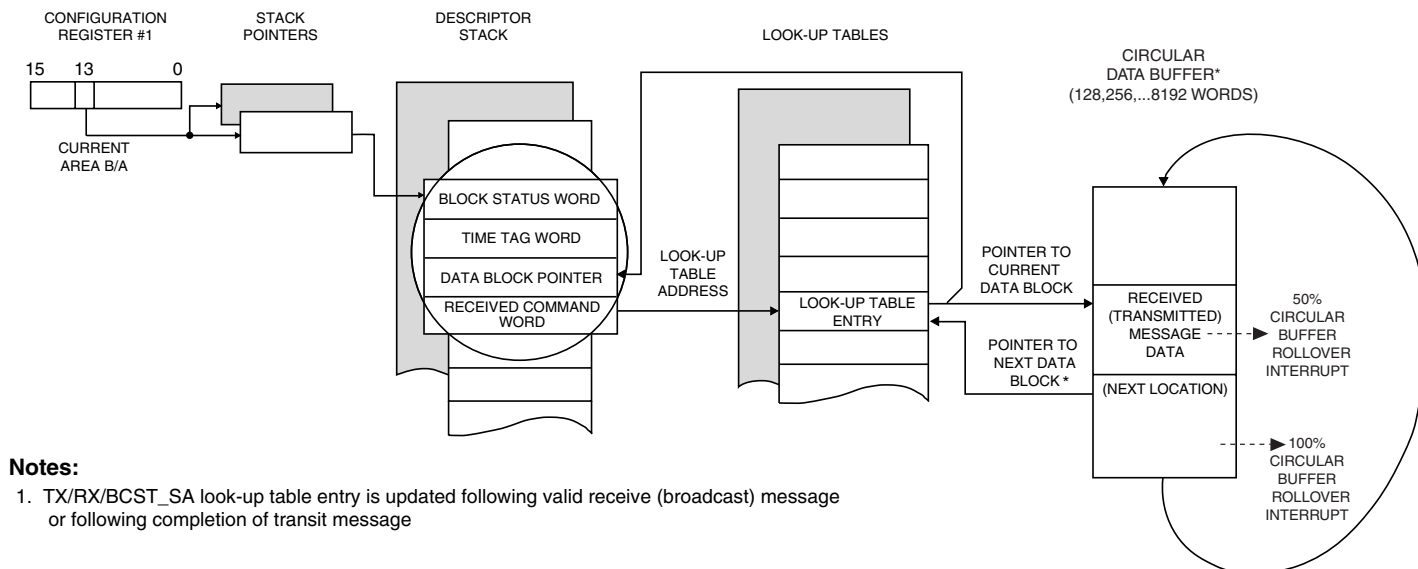 CONFIGURATION
REGISTER #1
15 13 0
CURRENT
AREA B/A
STACK
POINTERS
DESCRIPTOR
STACK
BLOCK STATUS WORD
TIME TAG WORD
DATA BLOCK POINTER
RECEIVED COMMAND
WORD
LOOK-UP
TABLE
ADDRESS
LOOK-UP TABLES
LOOK-UP TABLE
ENTRY
POINTER TO
CURRENT
DATA BLOCK
POINTER TO
NEXT DATA
BLOCK *
CIRCULAR
DATA BUFFER*
(128,256,...8192 WORDS)
RECEIVED
(TRANSMITTED)
MESSAGE
DATA
(NEXT LOCATION)
50%
CIRCULAR
BUFFER
ROLLOVER
INTERRUPT
100%
CIRCULAR
BUFFER
ROLLOVER
INTERRUPT
Notes:
1. TX/RX/BCST_SA look-up table entry is updated following valid receive (broadcast) message
or following completion of transit message